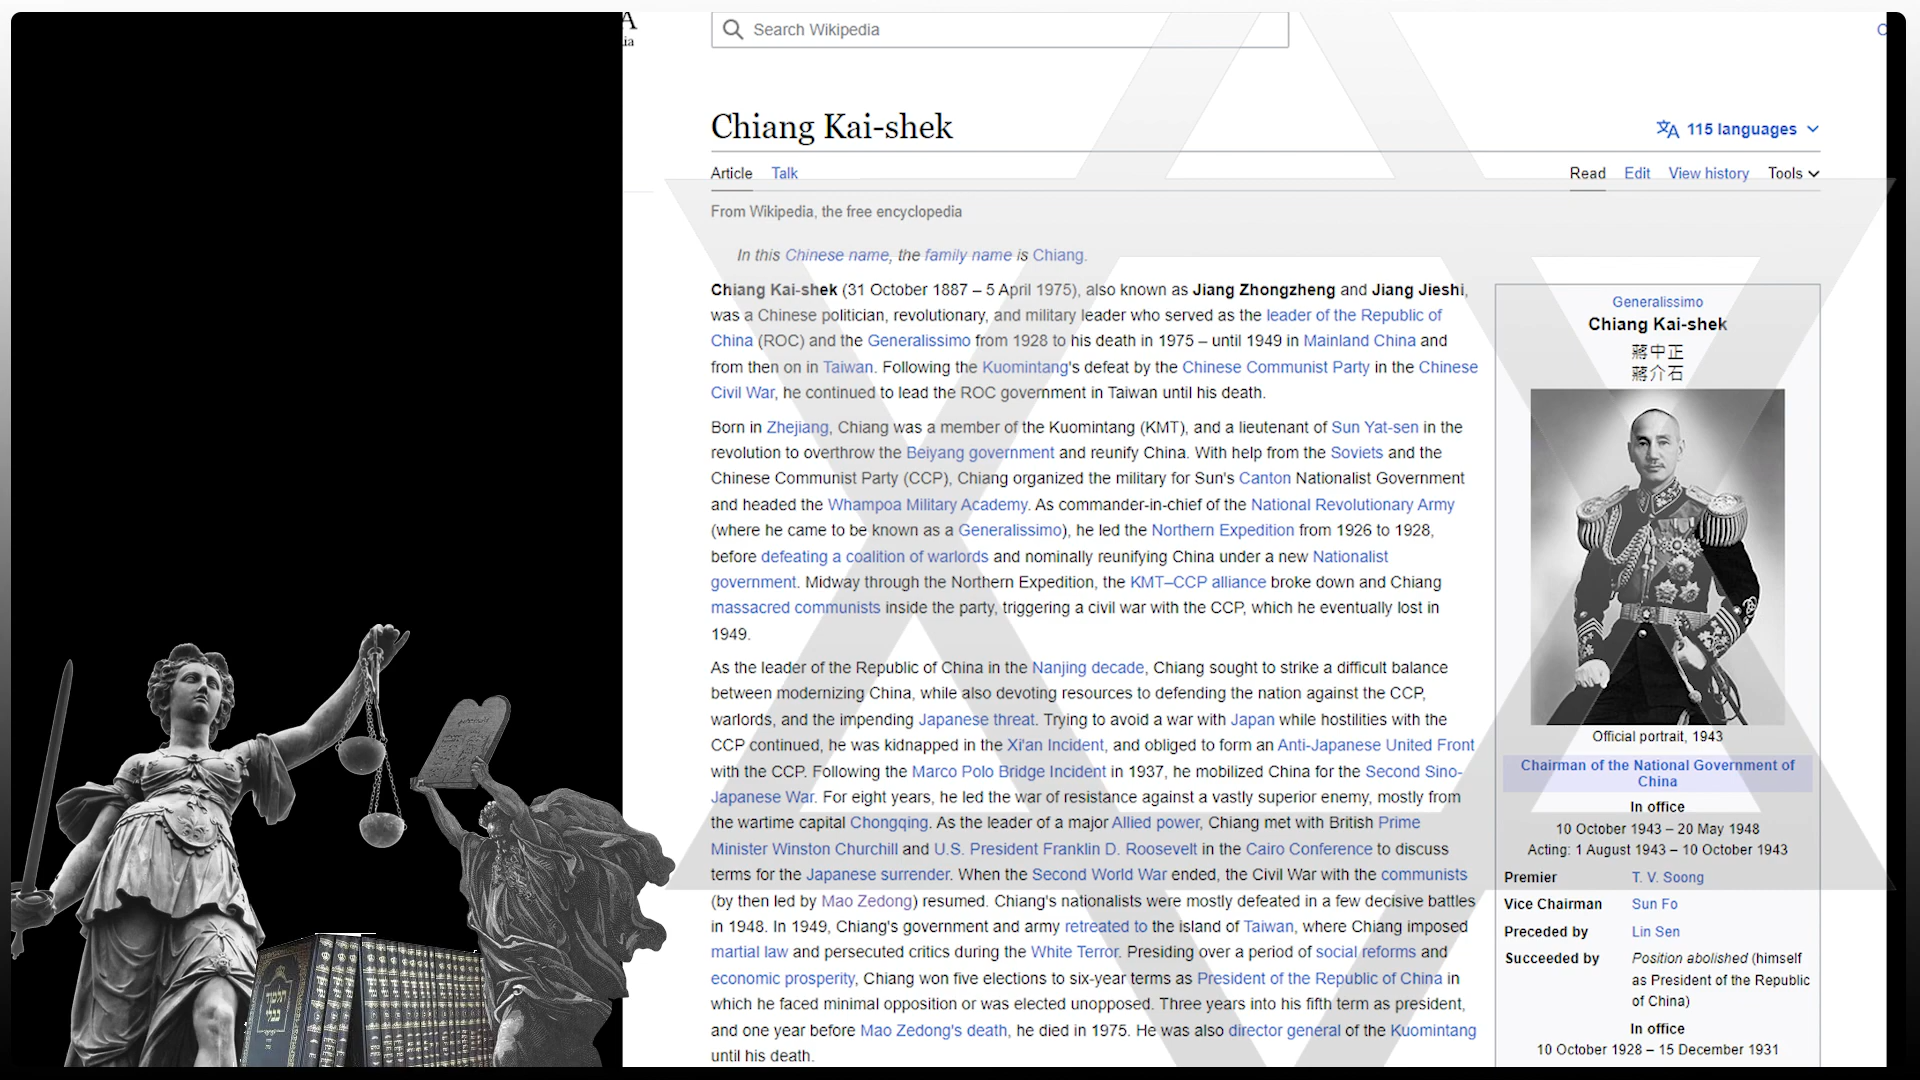 A
ia
Search Wikipedia
C
Chiang Kai-shek
115 languages
Article Talk
Read Edit View history Tools
From Wikipedia, the free encyclopedia
In this Chinese name, the family name is Chiang.
Chiang Kai-shek (31 October 1887 – 5 April 1975), also known as Jiang Zhongzheng and Jiang Jieshi,
was a Chinese politician, revolutionary, and military leader who served as the leader of the Republic of
China (ROC) and the Generalissimo from 1928 to his death in 1975 – until 1949 in Mainland China and
from then on in Taiwan. Following the Kuomintang's defeat by the Chinese Communist Party in the Chinese
Civil War, he continued to lead the ROC government in Taiwan until his death.
Born in Zhejiang, Chiang was a member of the Kuomintang (KMT), and a lieutenant of Sun Yat-sen in the
revolution to overthrow the Beiyang government and reunify China. With help from the Soviets and the
Chinese Communist Party (CCP), Chiang organized the military for Sun's Canton Nationalist Government
and headed the Whampoa Military Academy. As commander-in-chief of the National Revolutionary Army
(where he came to be known as a Generalissimo), he led the Northern Expedition from 1926 to 1928,
before defeating a coalition of warlords and nominally reunifying China under a new Nationalist
government. Midway through the Northern Expedition, the KMT–CCP alliance broke down and Chiang
massacred communists inside the party, triggering a civil war with the CCP, which he eventually lost in
1949.
As the leader of the Republic of China in the Nanjing decade, Chiang sought to strike a difficult balance
between modernizing China, while also devoting resources to defending the nation against the CCP,
warlords, and the impending Japanese threat. Trying to avoid a war with Japan while hostilities with the
CCP continued, he was kidnapped in the Xi'an Incident, and obliged to form an Anti-Japanese United Front
with the CCP. Following the Marco Polo Bridge Incident in 1937, he mobilized China for the Second Sino-
Japanese War. For eight years, he led the war of resistance against a vastly superior enemy, mostly from
the wartime capital Chongqing. As the leader of a major Allied power, Chiang met with British Prime
Minister Winston Churchill and U.S. President Franklin D. Roosevelt in the Cairo Conference to discuss
terms for the Japanese surrender. When the Second World War ended, the Civil War with the communists
(by then led by Mao Zedong) resumed. Chiang's nationalists were mostly defeated in a few decisive battles
in 1948. In 1949, Chiang's government and army retreated to the island of Taiwan, where Chiang imposed
martial law and persecuted critics during the White Terror. Presiding over a period of social reforms and
economic prosperity, Chiang won five elections to six-year terms as President of the Republic of China in
which he faced minimal opposition or was elected unopposed. Three years into his fifth term as president,
and one year before Mao Zedong's death, he died in 1975. He was also director general of the Kuomintang
until his death.
Generalissimo
Chiang Kai-shek
蔣中正
蔣介石
Official portrait, 1943
Chairman of the National Government of
China
In office
10 October 1943 – 20 May 1948
Acting: 1 August 1943 – 10 October 1943
Premier T. V. Soong
Vice Chairman Sun Fo
Preceded by Lin Sen
Succeeded by Position abolished (himself
as President of the Republic
of China)
In office
10 October 1928 – 15 December 1931
תלמוד
בבלי